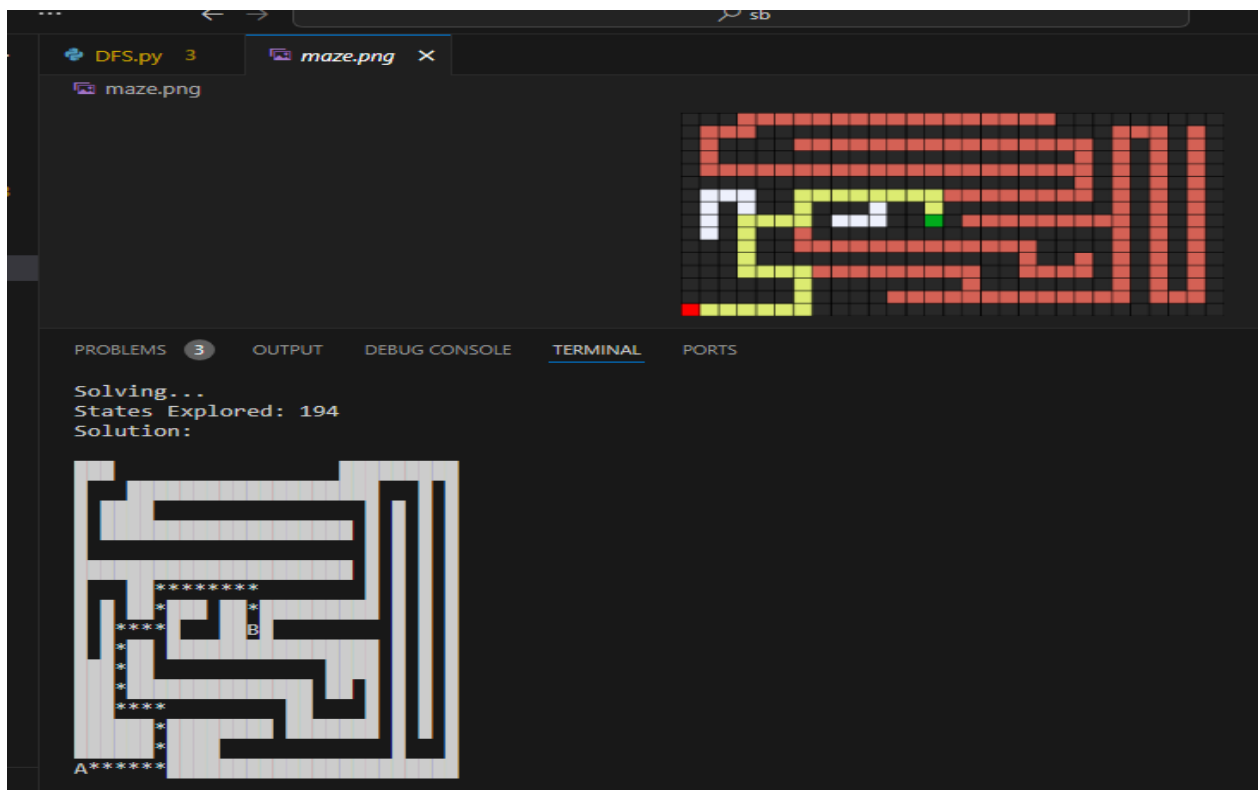 ... ← → sb
DFS.py 3 maze.png ×
maze.png
PROBLEMS 3 OUTPUT DEBUG CONSOLE TERMINAL PORTS
Solving...
States Explored: 194
Solution:
********
* *
**** B
*
*
*
****
*
*
A******